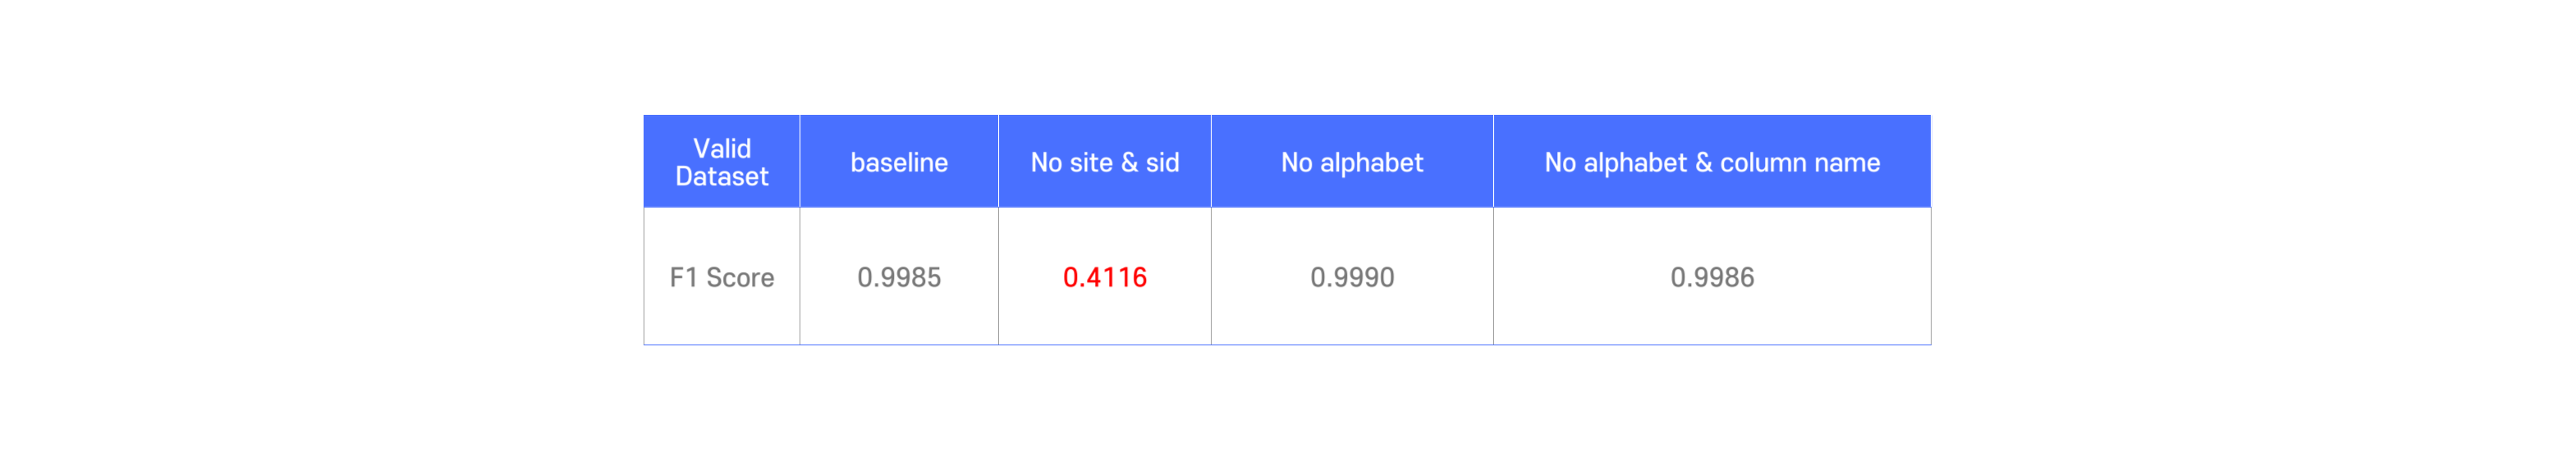 Valid
Dataset
baseline
No site & sid
No alphabet
No alphabet & column name
F1 Score
0.9985
0.4116
0.9990
0.9986